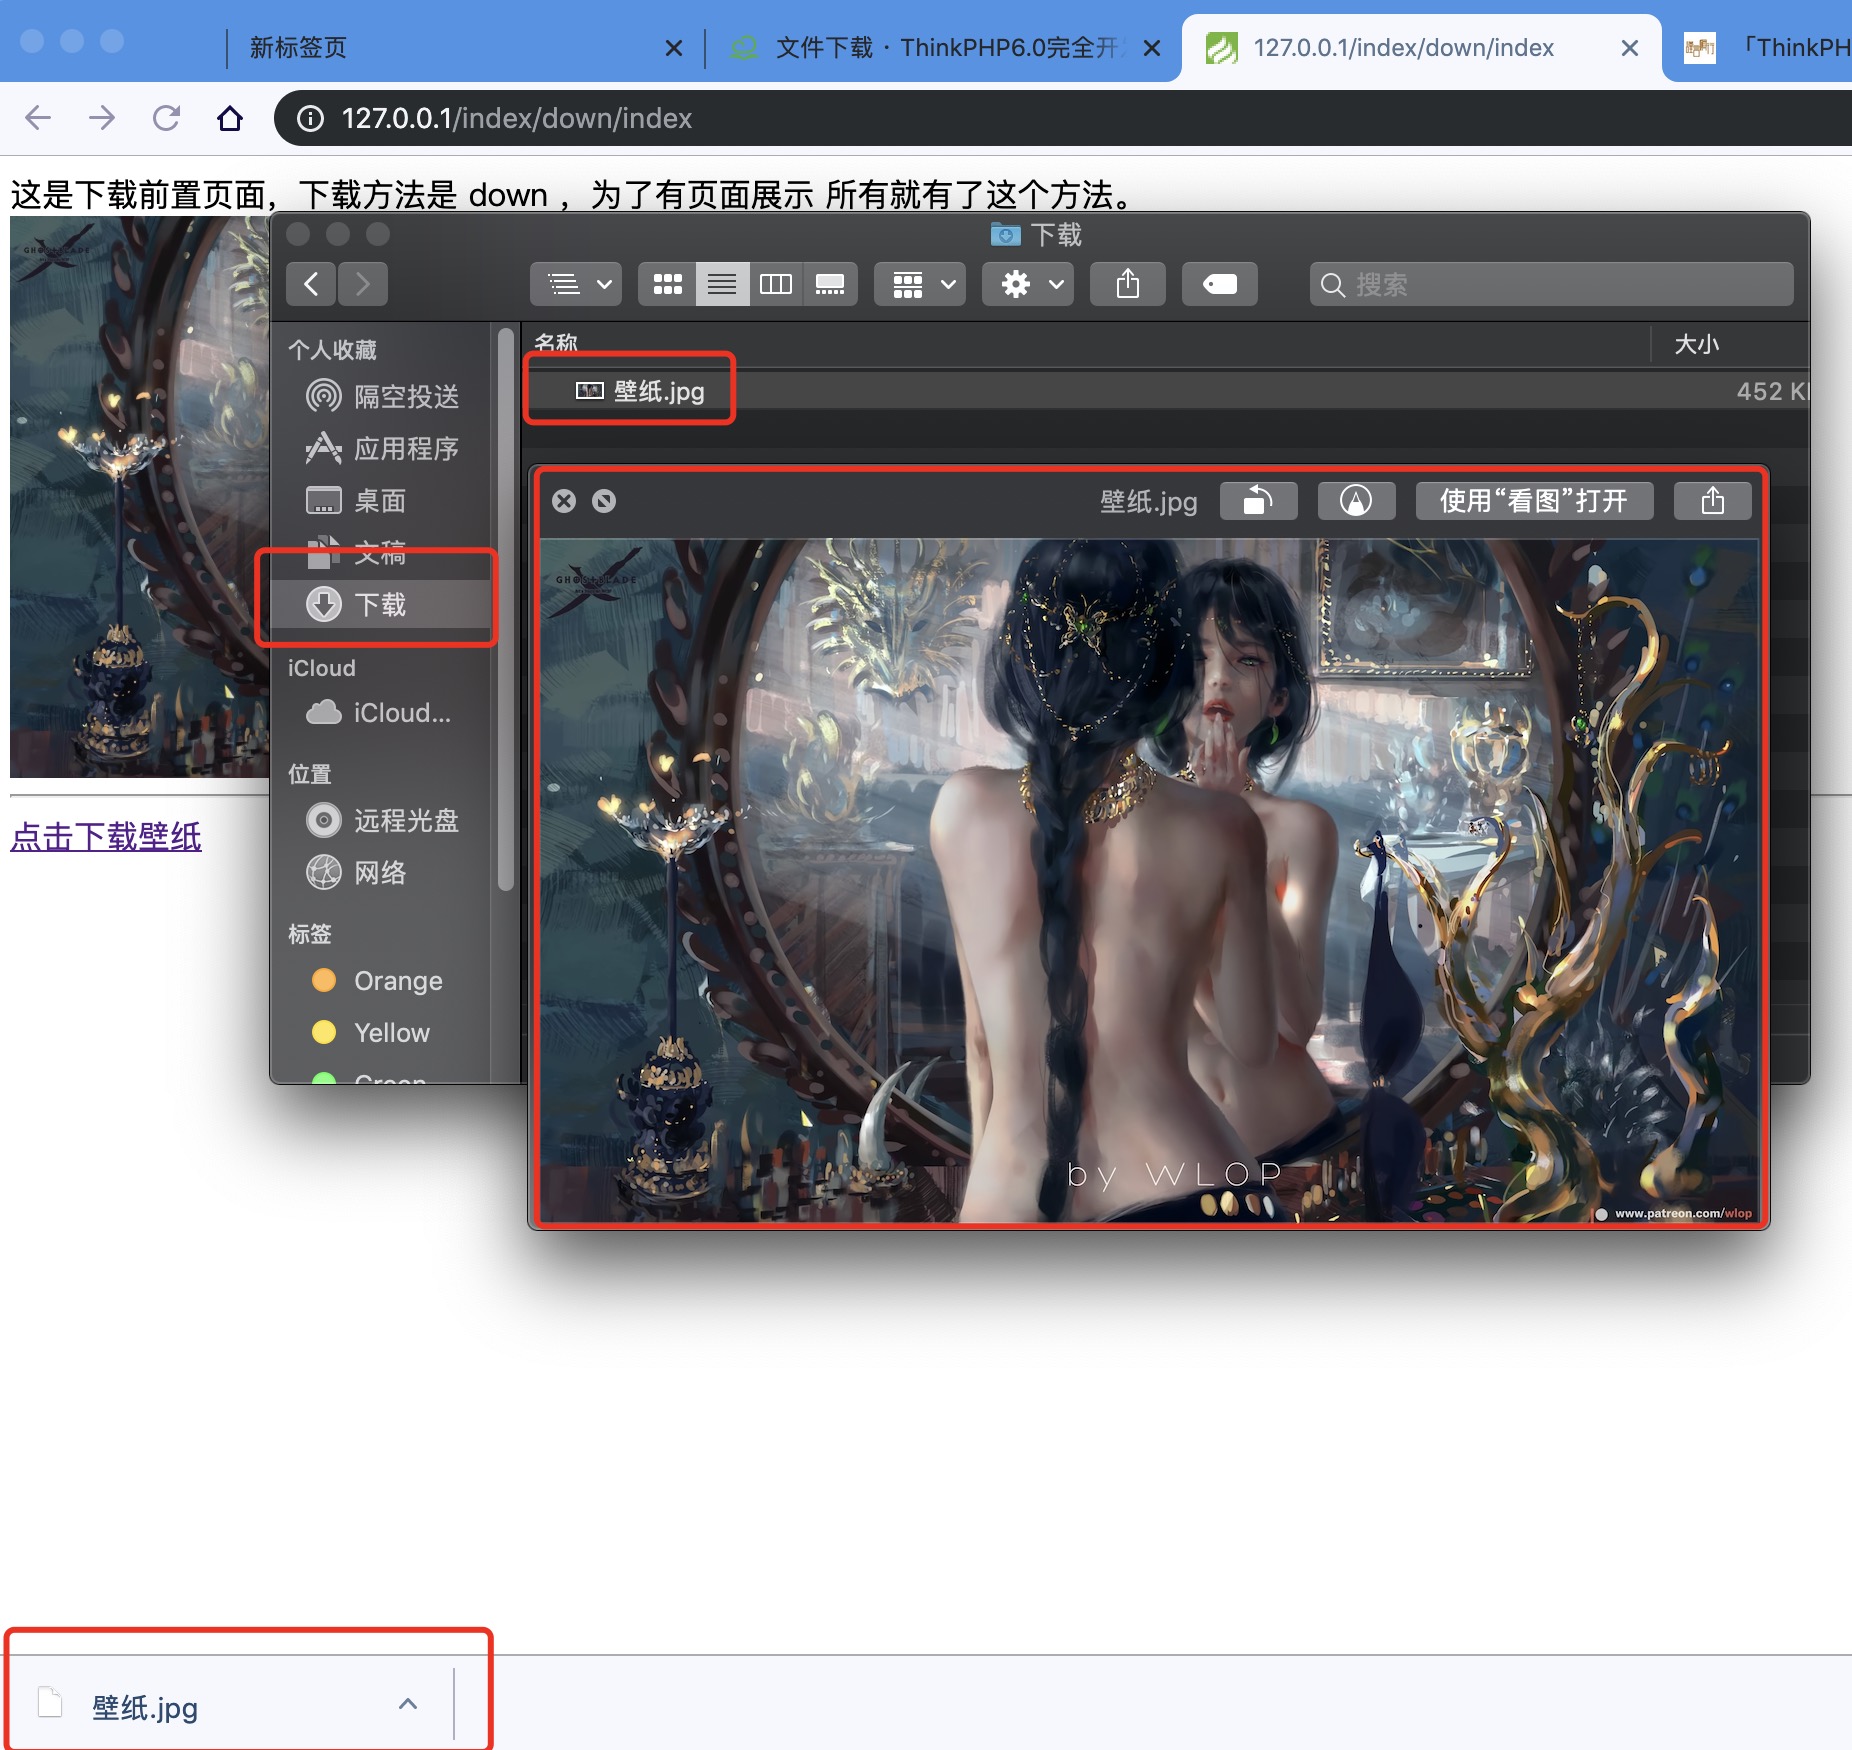 新标签页
文件下载 · ThinkPHP6.0完全开
127.0.0.1/index/down/index
「ThinkPH
127.0.0.1/index/down/index
这是下载前置页面，下载方法是 down ，为了有页面展示 所有就有了这个方法。
GHOSTBLADE
下载
搜索
个人收藏
隔空投送
应用程序
桌面
文稿
下载
iCloud
iCloud...
位置
远程光盘
网络
标签
Orange
Yellow
Green
名称
大小
壁纸.jpg
452 K
壁纸.jpg
使用“看图”打开
GHOSTBLADE
by WLOP
www.patreon.com/wlop
点击下载壁纸
壁纸.jpg